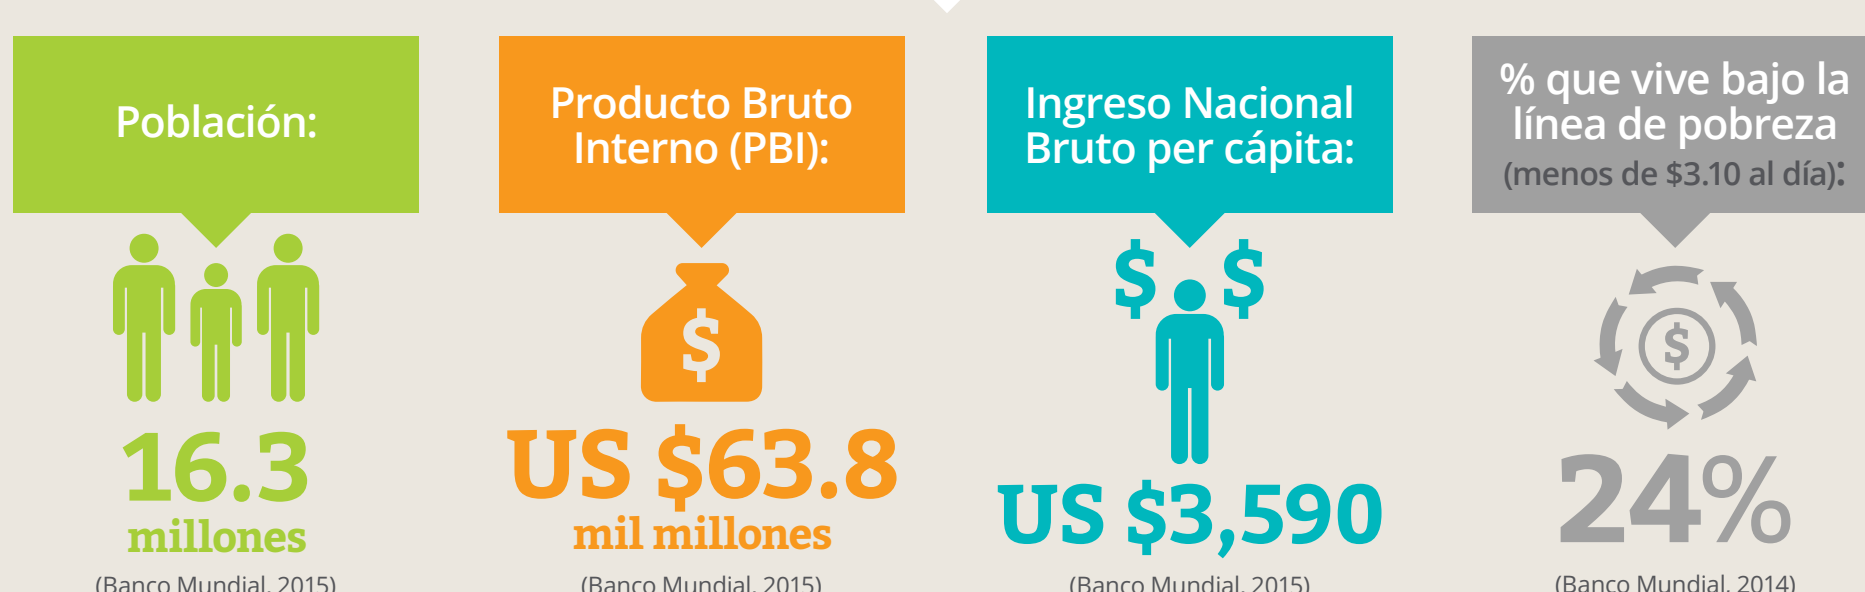 Población:
16.3
millones
(Banco Mundial, 2015)
Producto Bruto
Interno (PBI):
$
US $63.8
mil millones
(Banco Mundial, 2015)
Ingreso Nacional
Bruto per cápita:
$ $
US $3,590
(Banco Mundial, 2015)
% que vive bajo la
línea de pobreza
(menos de $3.10 al día):
$
24%
(Banco Mundial, 2014)